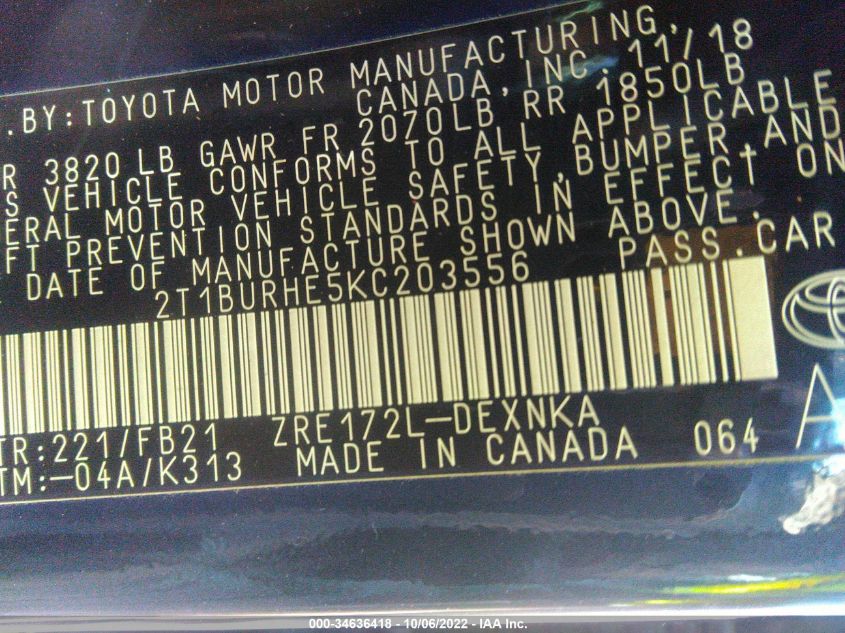 .BY:TOYOTA MOTOR MANUFACTURING,
CANADA, INC. 11/18
R 3820 LB GAWR FR 2070LB RR 1850LB
S VEHICLE CONFORMS TO ALL APPLICABLE
ERAL MOTOR VEHICLE SAFETY, BUMPER, AND
FT PREVENTION STANDARDS IN EFFECT ON
DATE OF MANUFACTURE SHOWN ABOVE.
2T1BURHE5KC203556 PASS.CAR
TR:221/FB21 ZRE172L-DEXNKA
TM:-04A/K313 MADE IN CANADA 064 A
000-34636418 - 10/06/2022 - IAA Inc.